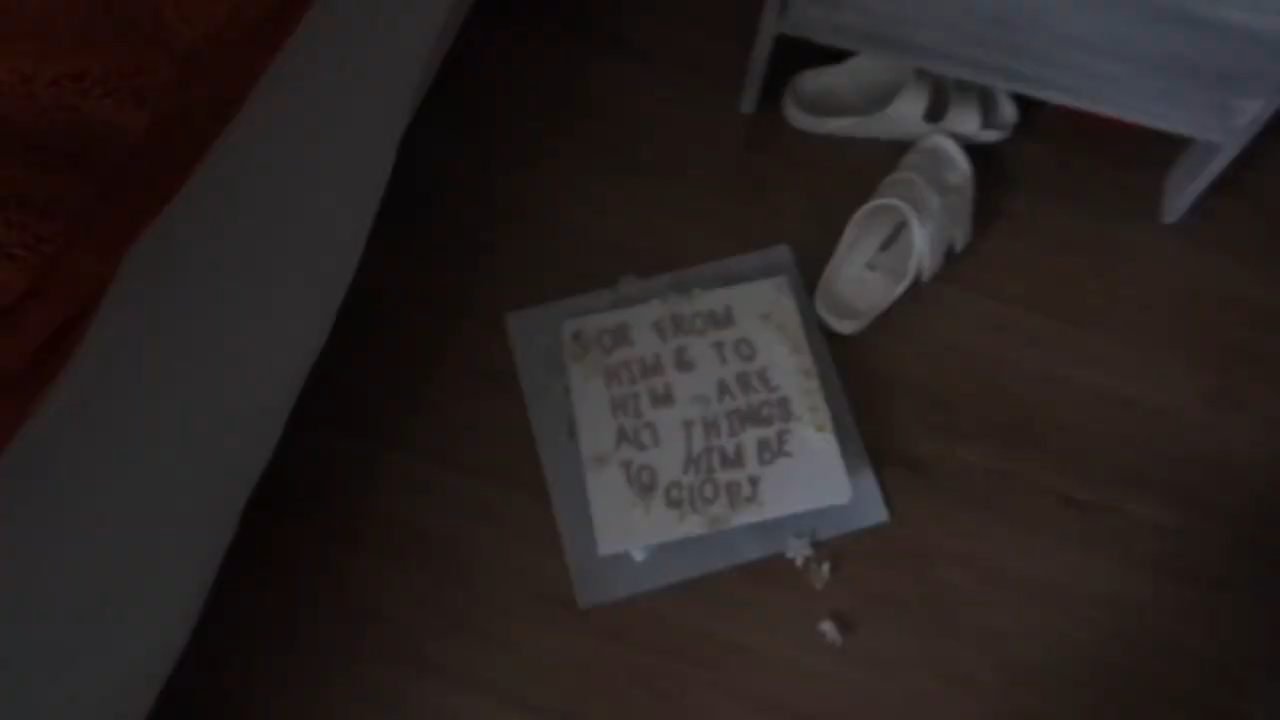 FOR FROM
HIM & TO
HIM ARE
All THINGS.
TO HIM BE
GlORY